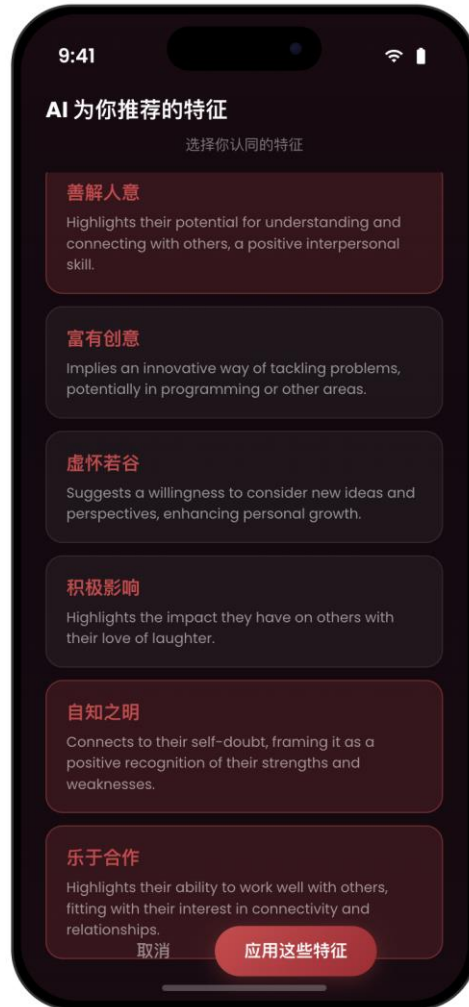 9:41
AI 为你推荐的特征
选择你认同的特征
善解人意
Highlights their potential for understanding and
connecting with others, a positive interpersonal
skill.
富有创意
Implies an innovative way of tackling problems,
potentially in programming or other areas.
虚怀若谷
Suggests a willingness to consider new ideas and
perspectives, enhancing personal growth.
积极影响
Highlights the impact they have on others with
their love of laughter.
自知之明
Connects to their self-doubt, framing it as a
positive recognition of their strengths and
weaknesses.
乐于合作
Highlights their ability to work well with others,
fitting with their interest in connectivity and
relationships.
取消
应用这些特征